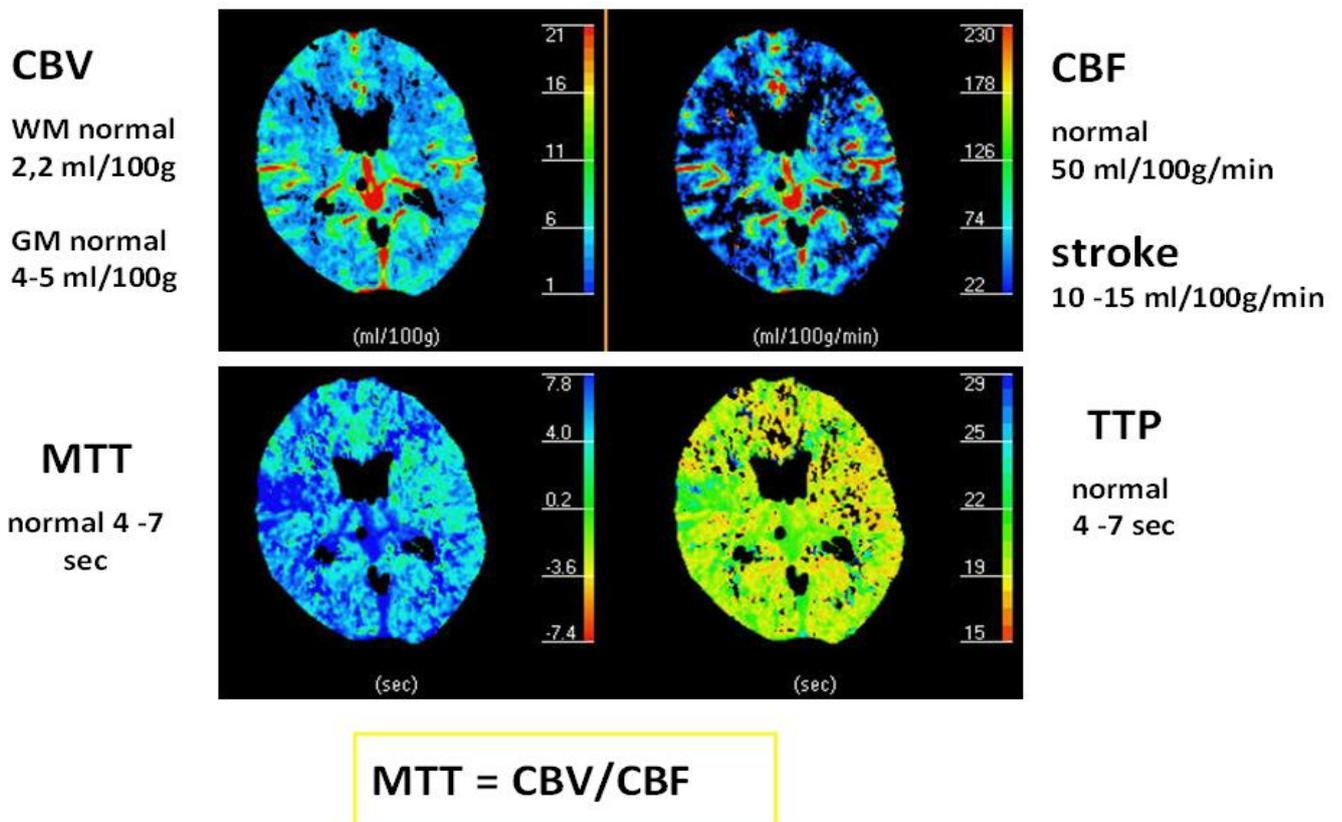 CBV
WM normal
2,2 ml/100g
GM normal
4-5 ml/100g
21
16
11
6
1
(ml/100g)
230
178
126
74
22
(ml/100g/min)
CBF
normal
50 ml/100g/min
stroke
10 -15 ml/100g/min
MTT
normal 4 -7
sec
7.8
4.0
0.2
-3.6
-7.4
(sec)
29
25
22
19
15
(sec)
TTP
normal
4 -7 sec
MTT = CBV/CBF